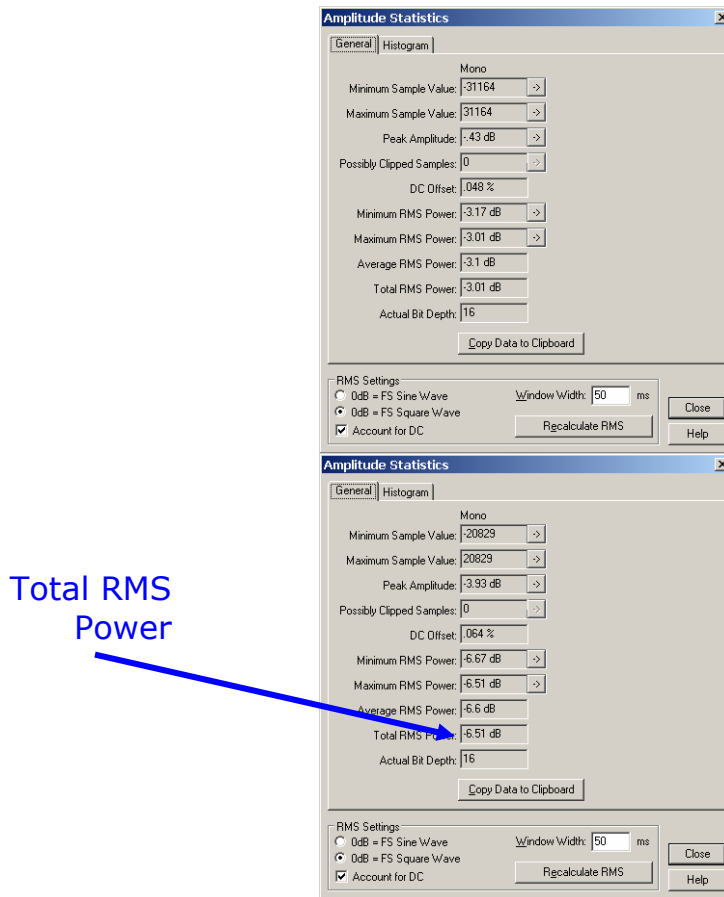 Amplitude Statistics
General Histogram
Mono
Minimum Sample Value: -31164 ->
Maximum Sample Value: 31164 ->
Peak Amplitude: -.43 dB ->
Possibly Clipped Samples: 0 ->
DC Offset: .048 %
Minimum RMS Power: -3.17 dB ->
Maximum RMS Power: -3.01 dB ->
Average RMS Power: -3.1 dB
Total RMS Power: -3.01 dB
Actual Bit Depth: 16
Copy Data to Clipboard
RMS Settings
0dB = FS Sine Wave Window Width: 50 ms
0dB = FS Square Wave Close
Account for DC Recalculate RMS Help
Amplitude Statistics
General Histogram
Mono
Minimum Sample Value: -20829 ->
Maximum Sample Value: 20829 ->
Peak Amplitude: -3.93 dB ->
Possibly Clipped Samples: 0 ->
DC Offset: .064 %
Minimum RMS Power: -6.67 dB ->
Maximum RMS Power: -6.51 dB ->
Average RMS Power: -6.6 dB
Total RMS Power: -6.51 dB
Actual Bit Depth: 16
Copy Data to Clipboard
RMS Settings
0dB = FS Sine Wave Window Width: 50 ms
0dB = FS Square Wave Close
Account for DC Recalculate RMS Help
Total RMS
Power